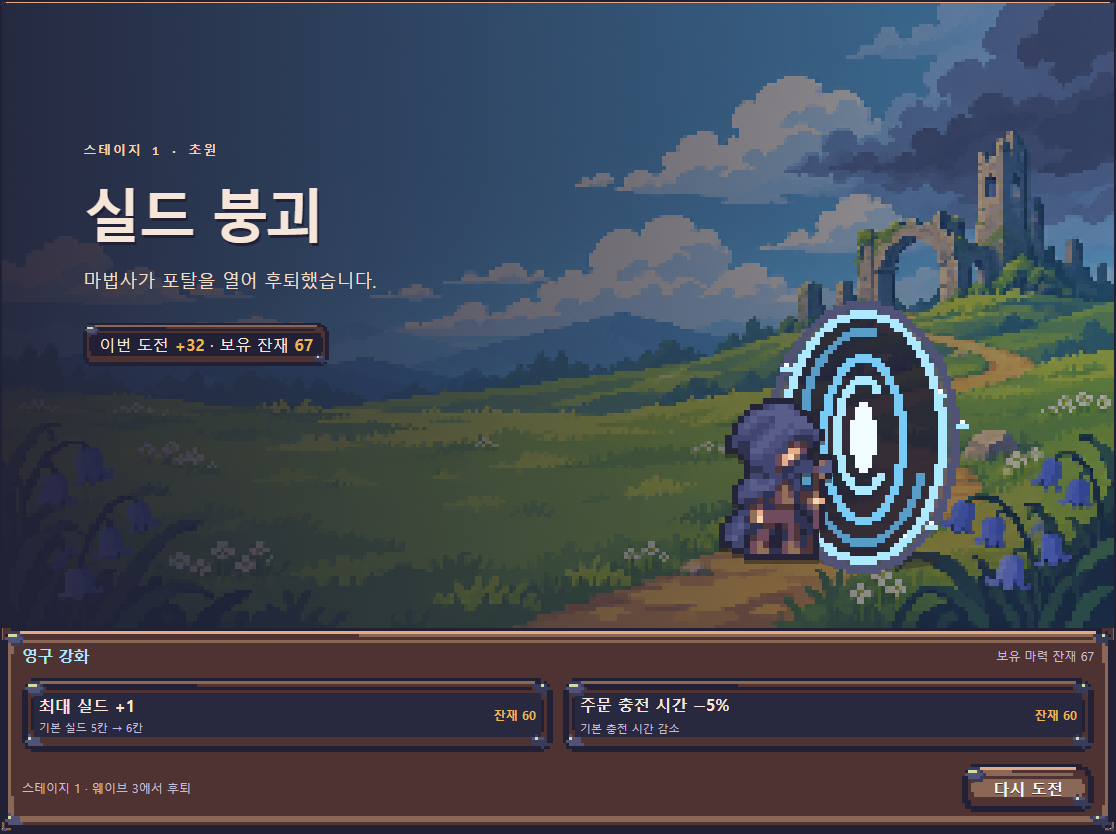 스테이지 1 · 초원
실드 붕괴
마법사가 포탈을 열어 후퇴했습니다.
이번 도전 +32 · 보유 잔재 67
영구 강화
보유 마력 잔재 67
최대 실드 +1
기본 실드 5칸 → 6칸
잔재 60
주문 충전 시간 −5%
기본 충전 시간 감소
잔재 60
스테이지 1 · 웨이브 3에서 후퇴
다시 도전